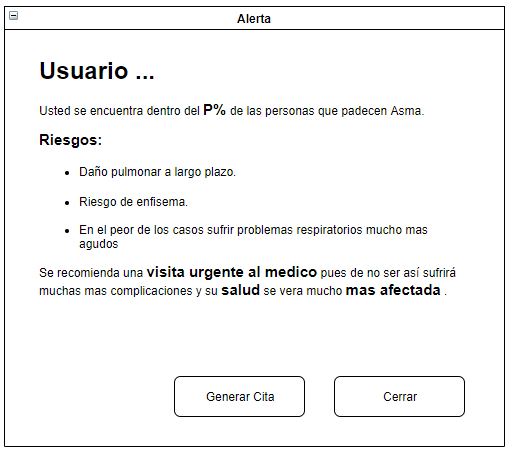 Alerta
Usuario ...
Usted se encuentra dentro del P% de las personas que padecen Asma.
Riesgos:
Daño pulmonar a largo plazo.
Riesgo de enfisema.
En el peor de los casos sufrir problemas respiratorios mucho mas
agudos
Se recomienda una visita urgente al medico pues de no ser así sufrirá
muchas mas complicaciones y su salud se vera mucho mas afectada .
Generar Cita
Cerrar